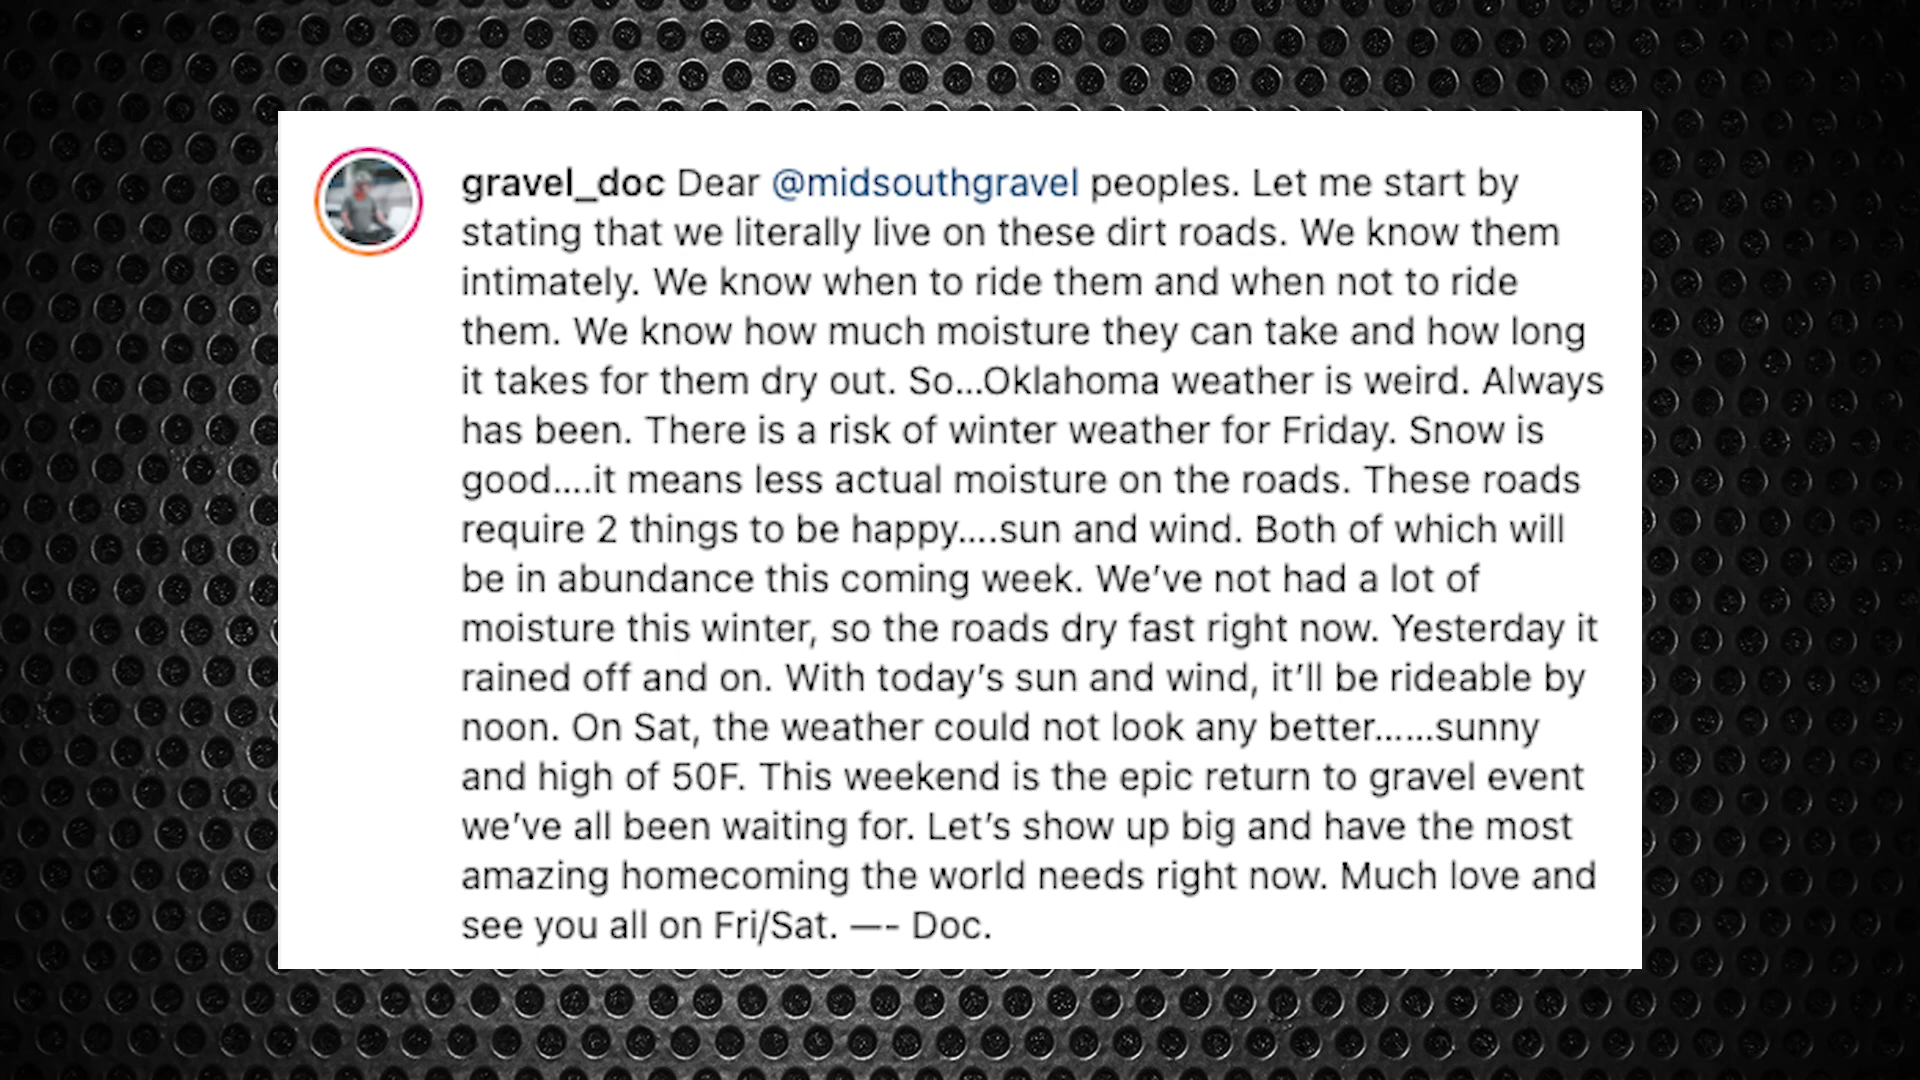 gravel_doc Dear @midsouthgravel peoples. Let me start by
stating that we literally live on these dirt roads. We know them
intimately. We know when to ride them and when not to ride
them. We know how much moisture they can take and how long
it takes for them dry out. So...Oklahoma weather is weird. Always
has been. There is a risk of winter weather for Friday. Snow is
good....it means less actual moisture on the roads. These roads
require 2 things to be happy....sun and wind. Both of which will
be in abundance this coming week. We’ve not had a lot of
moisture this winter, so the roads dry fast right now. Yesterday it
rained off and on. With today’s sun and wind, it’ll be rideable by
noon. On Sat, the weather could not look any better......sunny
and high of 50F. This weekend is the epic return to gravel event
we’ve all been waiting for. Let’s show up big and have the most
amazing homecoming the world needs right now. Much love and
see you all on Fri/Sat. —- Doc.